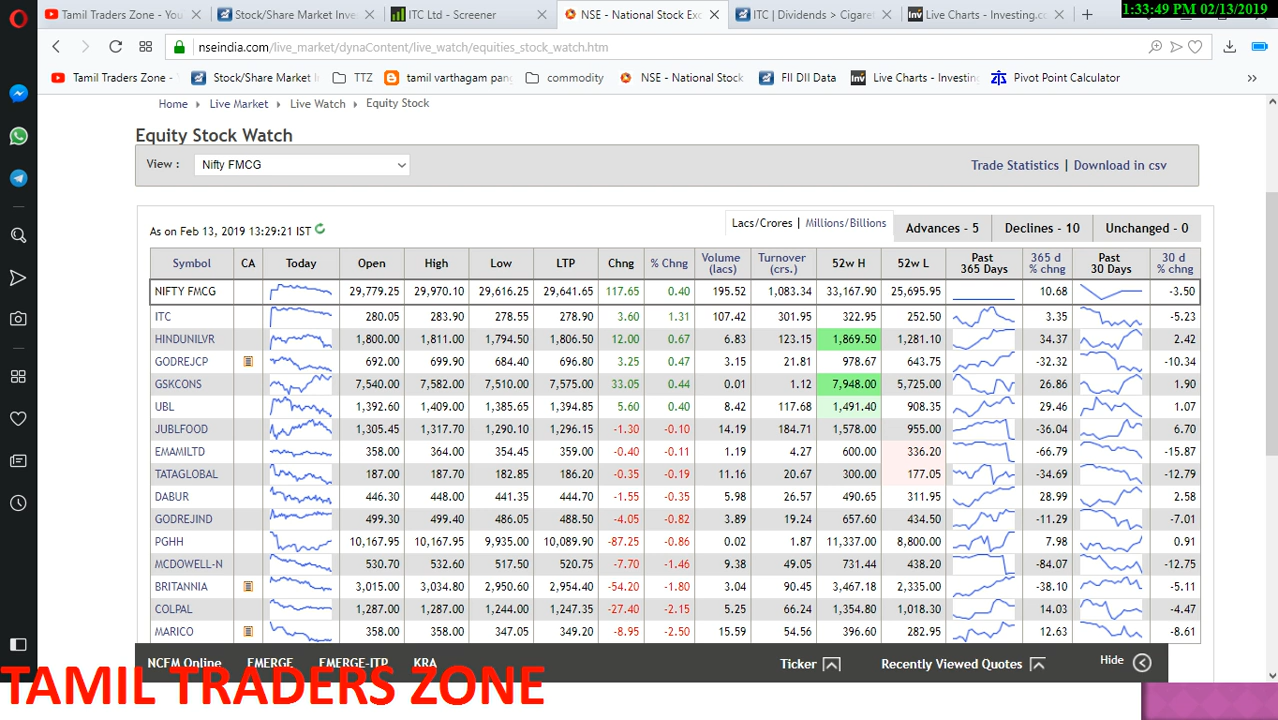 Tamil Traders Zone - You
Stock/Share Market Inve
ITC Ltd - Screener
NSE - National Stock Exc
ITC | Dividends > Cigaret
Live Charts - Investing.co
1:33:49 PM 02/13/2019
nseindia.com/live_market/dynaContent/live_watch/equities_stock_watch.htm
Tamil Traders Zone - Stock/Share Market In TTZ tamil varthagam pan commodity NSE - National Stock FII DII Data Live Charts - Investin Pivot Point Calculator
Home Live Market Live Watch Equity Stock
Equity Stock Watch
View : Nifty FMCG Trade Statistics | Download in csv
As on Feb 13, 2019 13:29:21 IST Lacs/Crores | Millions/Billions Advances - 5 Declines - 10 Unchanged - 0
Symbol CA Today Open High Low LTP Chng % Chng Volume (lacs) Turnover (crs.) 52w H 52w L Past 365 Days 365 d % chng Past 30 Days 30 d % chng
NIFTY FMCG 29,779.25 29,970.10 29,616.25 29,641.65 117.65 0.40 195.52 1,083.34 33,167.90 25,695.95 10.68 -3.50
ITC 280.05 283.90 278.55 278.90 3.60 1.31 107.42 301.95 322.95 252.50 3.35 -5.23
HINDUNILVR 1,800.00 1,811.00 1,794.50 1,806.50 12.00 0.67 6.83 123.15 1,869.50 1,281.10 34.37 2.42
GODREJCP 692.00 699.90 684.40 696.80 3.25 0.47 3.15 21.81 978.67 643.75 -32.32 -10.34
GSKCONS 7,540.00 7,582.00 7,510.00 7,575.00 33.05 0.44 0.01 1.12 7,948.00 5,725.00 26.86 1.90
UBL 1,392.60 1,409.00 1,385.65 1,394.85 5.60 0.40 8.42 117.68 1,491.40 908.35 29.46 1.07
JUBLFOOD 1,305.45 1,317.70 1,290.10 1,296.15 -1.30 -0.10 14.19 184.71 1,578.00 955.00 -36.04 6.70
EMAMILTD 358.00 364.00 354.45 359.00 -0.40 -0.11 1.19 4.27 600.00 336.20 -66.79 -15.87
TATAGLOBAL 187.00 187.70 182.85 186.20 -0.35 -0.19 11.16 20.67 300.00 177.05 -34.69 -12.79
DABUR 446.30 448.00 441.35 444.70 -1.55 -0.35 5.98 26.57 490.65 311.95 28.99 2.58
GODREJIND 499.30 499.40 486.05 488.50 -4.05 -0.82 3.89 19.24 657.60 434.50 -11.29 -7.01
PGHH 10,167.95 10,167.95 9,935.00 10,089.90 -87.25 -0.86 0.02 1.87 11,337.00 8,800.00 7.98 0.91
MCDOWELL-N 530.70 532.60 517.50 520.75 -7.70 -1.46 9.38 49.05 731.44 438.20 -84.07 -12.75
BRITANNIA 3,015.00 3,034.80 2,950.60 2,954.40 -54.20 -1.80 3.04 90.45 3,467.18 2,335.00 -38.10 -5.11
COLPAL 1,287.00 1,287.00 1,244.00 1,247.35 -27.40 -2.15 5.25 66.24 1,354.80 1,018.30 14.03 -4.47
MARICO 358.00 358.00 347.05 349.20 -8.95 -2.50 15.59 54.56 396.60 282.95 12.63 -8.61
NCFM Online EMERGE EMERGE-ITP KRA Ticker Recently Viewed Quotes Hide
TAMIL TRADERS ZONE